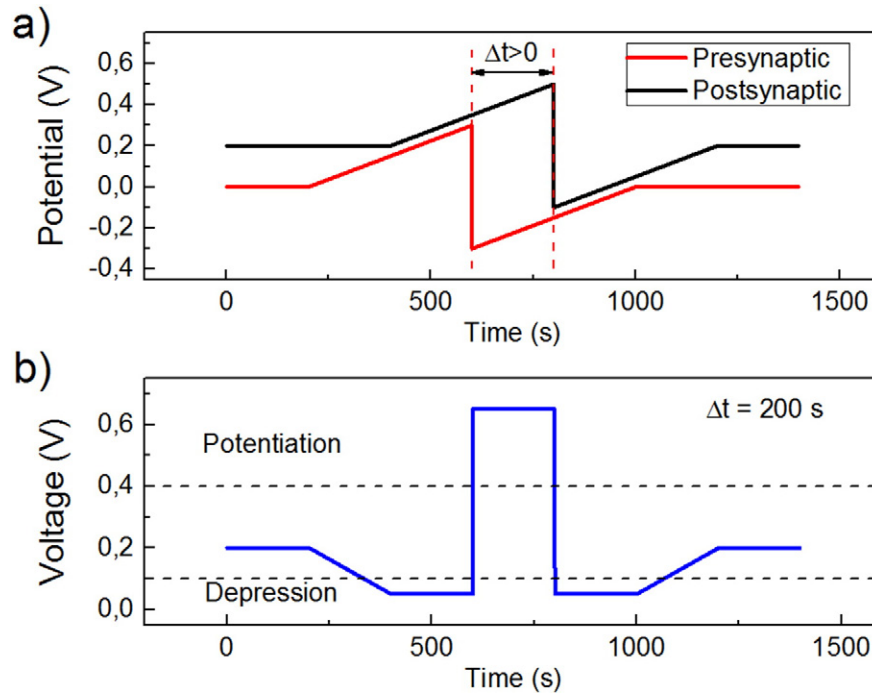 a)
Δt>0
Presynaptic
Postsynaptic
Potential (V)
0,6
0,4
0,2
0,0
-0,2
-0,4
0 500 1000 1500
Time (s)
b)
Δt = 200 s
Potentiation
Depression
Voltage (V)
0,6
0,4
0,2
0,0
0 500 1000 1500
Time (s)